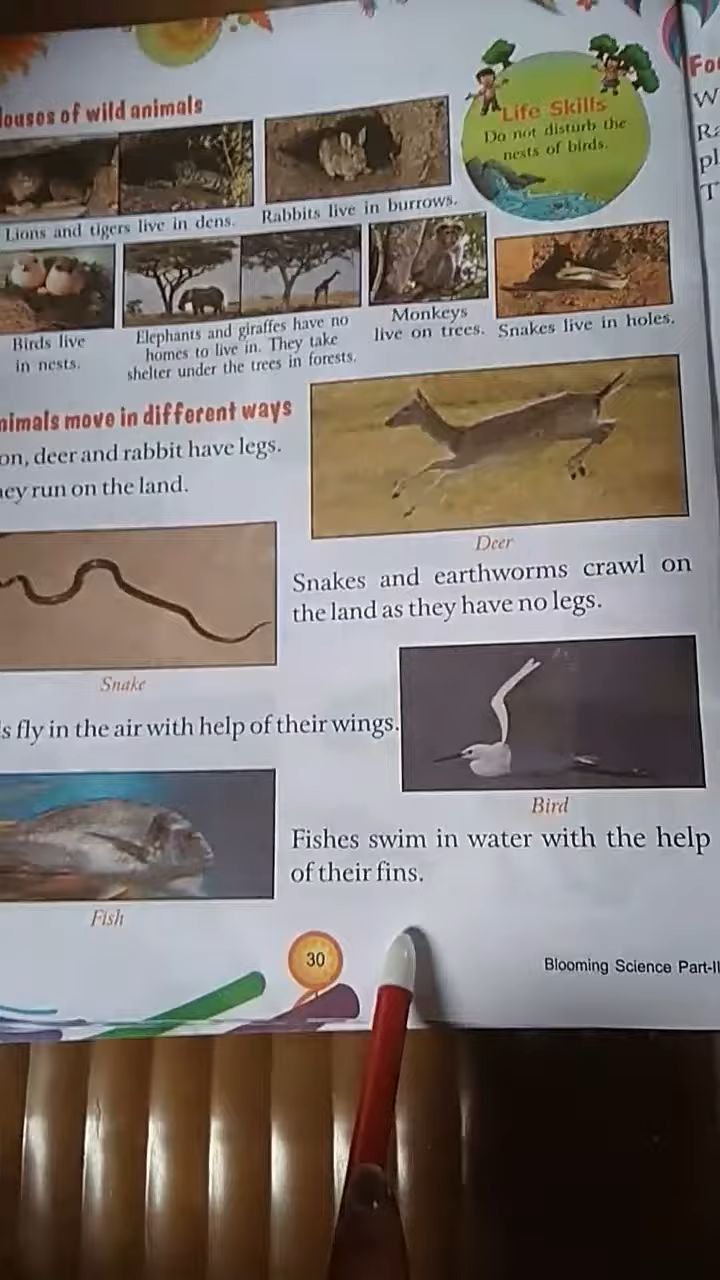 Houses of wild animals
Life Skills
Do not disturb the
nests of birds.
Lions and tigers live in dens.
Rabbits live in burrows.
Birds live
in nests.
Elephants and giraffes have no
homes to live in. They take
shelter under the trees in forests.
Monkeys
live on trees.
Snakes live in holes.
nimals move in different ways
on, deer and rabbit have legs.
ey run on the land.
Deer
Snakes and earthworms crawl on
the land as they have no legs.
Snake
s fly in the air with help of their wings.
Bird
Fishes swim in water with the help
of their fins.
Fish
30
Blooming Science Part-II
Fo
W
Ra
pl
T